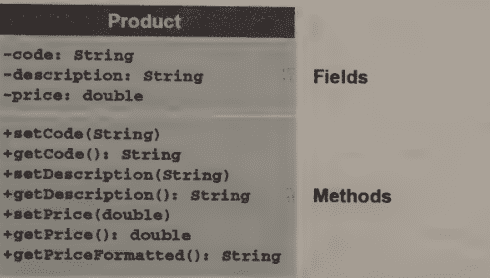 Product
-code: String
-description: String
-price: double
Fields
+setCode(String)
+getCode(): String
+setDescription(String)
+getDescription(): String
+setPrice(double)
+getPrice(): double
+getPriceFormatted(): String
Methods